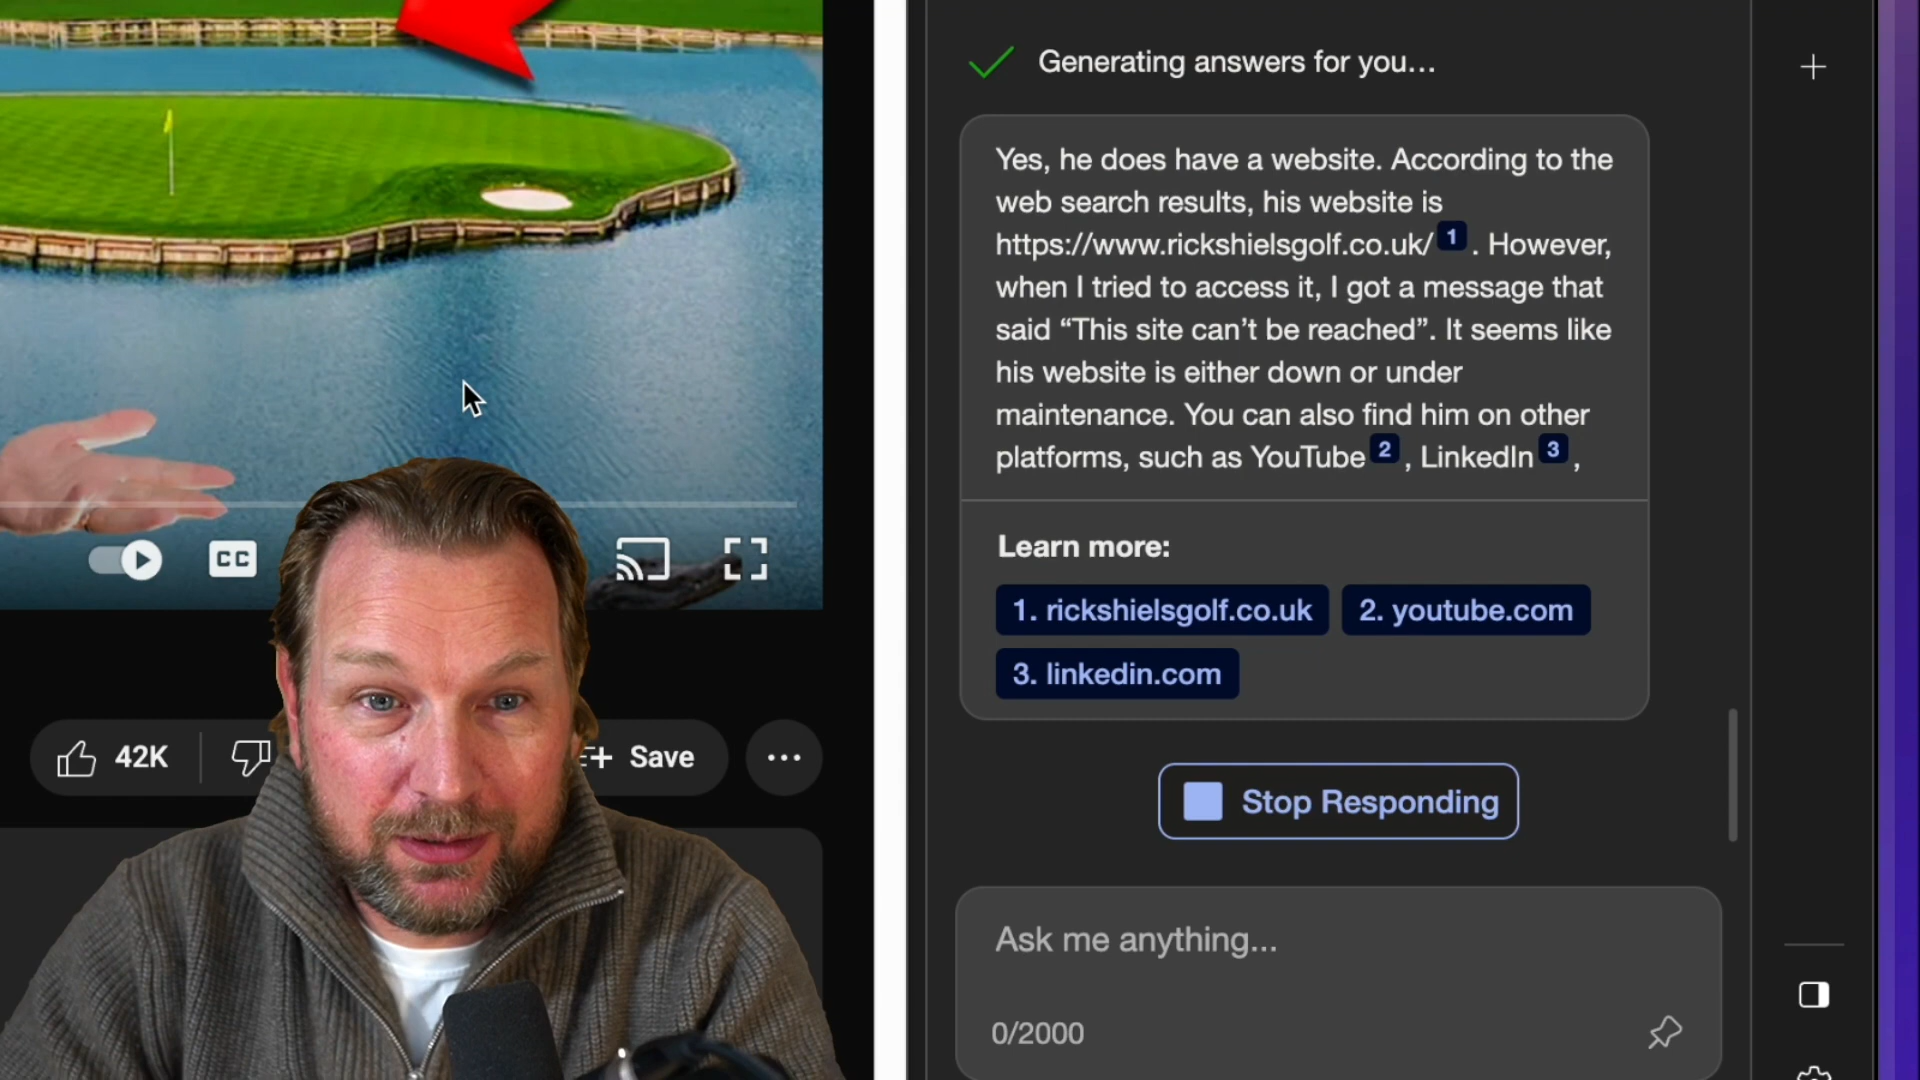 CC
42K
Save
Generating answers for you...
Yes, he does have a website. According to the
web search results, his website is
https://www.rickshielsgolf.co.uk/ 1 . However,
when I tried to access it, I got a message that
said “This site can’t be reached”. It seems like
his website is either down or under
maintenance. You can also find him on other
platforms, such as YouTube 2 , LinkedIn 3 ,
Learn more:
1. rickshielsgolf.co.uk 2. youtube.com
3. linkedin.com
Stop Responding
Ask me anything...
0/2000